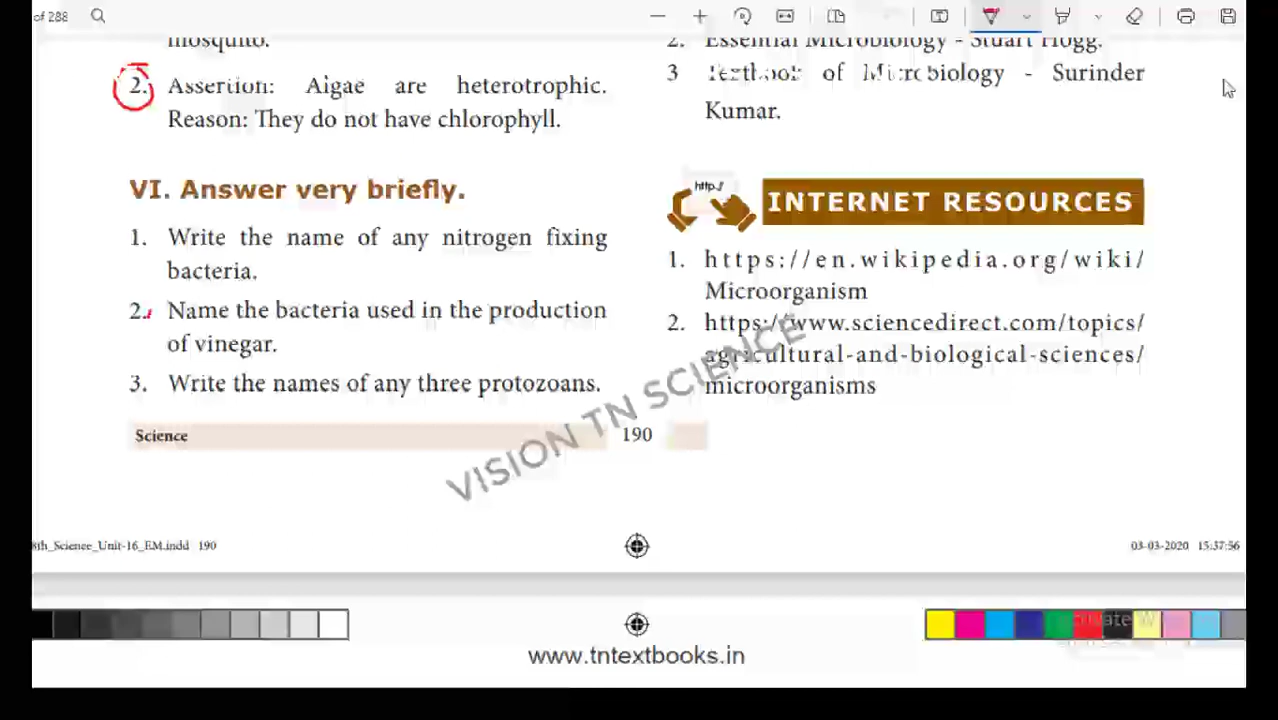 of 288
mosquito.
2. Assertion: Algae are heterotrophic.
Reason: They do not have chlorophyll.
VI. Answer very briefly.
1. Write the name of any nitrogen fixing
bacteria.
2. Name the bacteria used in the production
of vinegar.
3. Write the names of any three protozoans.
Science
190
2. Essential Microbiology - Stuart Hogg.
3 Textbook of Microbiology - Surinder
Kumar.
http://
INTERNET RESOURCES
1. https://en.wikipedia.org/wiki/
Microorganism
2. https://www.sciencedirect.com/topics/
agricultural-and-biological-sciences/
microorganisms
VISION TN SCIENCE
8th_Science_Unit-16_EM.indd 190
03-03-2020 15:37:56
www.tntextbooks.in